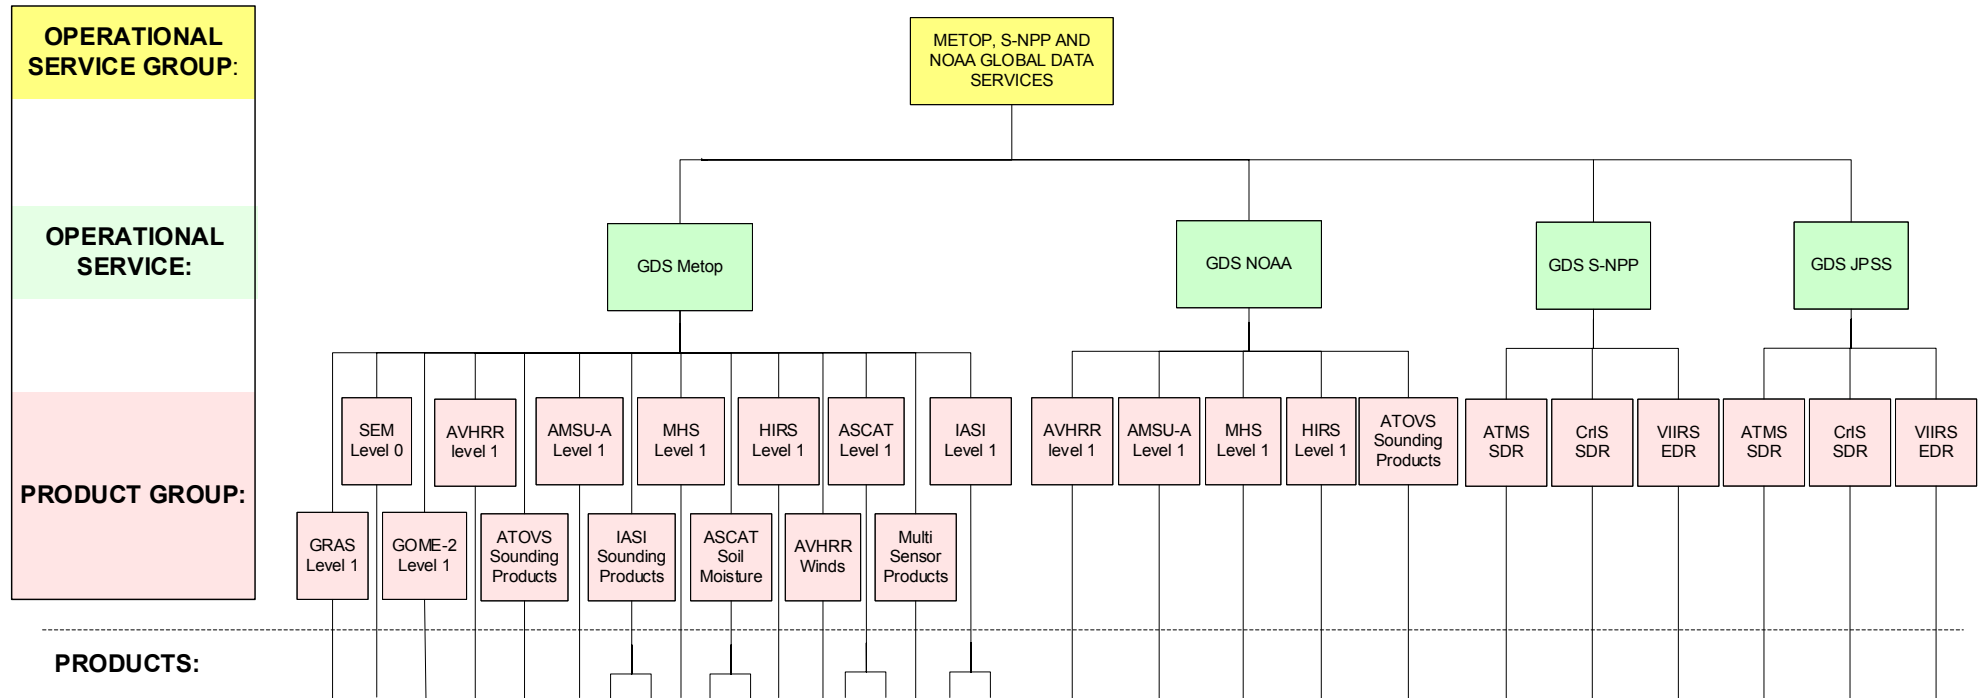 OPERATIONAL
SERVICE GROUP:
METOP, S-NPP AND
NOAA GLOBAL DATA
SERVICES
OPERATIONAL
SERVICE:
GDS Metop
GDS NOAA
GDS S-NPP
GDS JPSS
PRODUCT GROUP:
SEM
Level 0
AVHRR
level 1
AMSU-A
Level 1
MHS
Level 1
HIRS
Level 1
ASCAT
Level 1
IASI
Level 1
AVHRR
level 1
AMSU-A
Level 1
MHS
Level 1
HIRS
Level 1
ATOVS
Sounding
Products
ATMS
SDR
CrIS
SDR
VIIRS
EDR
ATMS
SDR
CrIS
SDR
VIIRS
EDR
GRAS
Level 1
GOME-2
Level 1
ATOVS
Sounding
Products
IASI
Sounding
Products
ASCAT
Soil
Moisture
AVHRR
Winds
Multi
Sensor
Products
PRODUCTS: